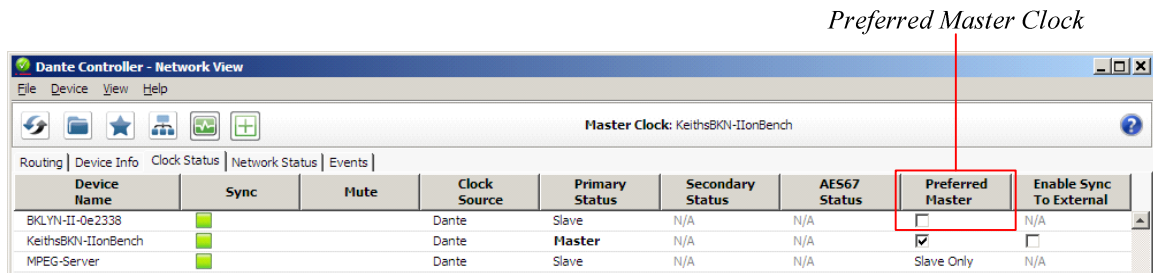 Preferred Master Clock
Dante Controller - Network View
File Device View Help
Master Clock: KeithsBKN-IIonBench
Routing Device Info Clock Status Network Status Events
Device Name Sync Mute Clock Source Primary Status Secondary Status AES67 Status Preferred Master Enable Sync To External
BKLYN-II-0e2338 Dante Slave N/A N/A N/A
KeithsBKN-IIonBench Dante Master N/A N/A
MPEG-Server Dante Slave N/A N/A Slave Only N/A